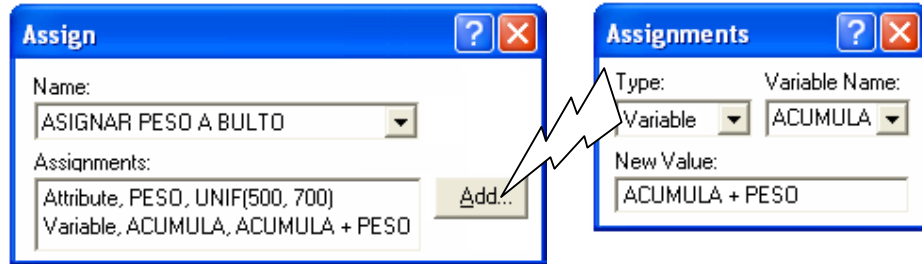 Assign
Name:
ASIGNAR PESO A BULTO
Assignments:
Attribute, PESO, UNIF(500, 700)
Variable, ACUMULA, ACUMULA + PESO
Add...
Assignments
Type:
Variable Name:
Variable
ACUMULA
New Value:
ACUMULA + PESO